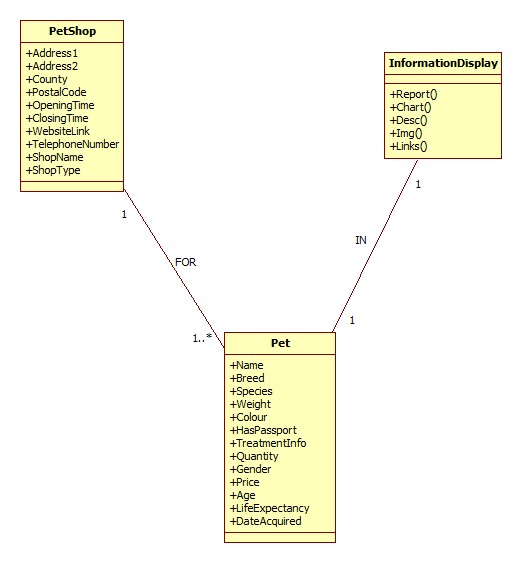 PetShop
+Address1
+Address2
+County
+PostalCode
+OpeningTime
+ClosingTime
+WebsiteLink
+TelephoneNumber
+ShopName
+ShopType
InformationDisplay
+Report()
+Chart()
+Desc()
+Img()
+Links()
1
FOR
1..*
1
IN
1
Pet
+Name
+Breed
+Species
+Weight
+Colour
+HasPassport
+TreatmentInfo
+Quantity
+Gender
+Price
+Age
+LifeExpectancy
+DateAcquired